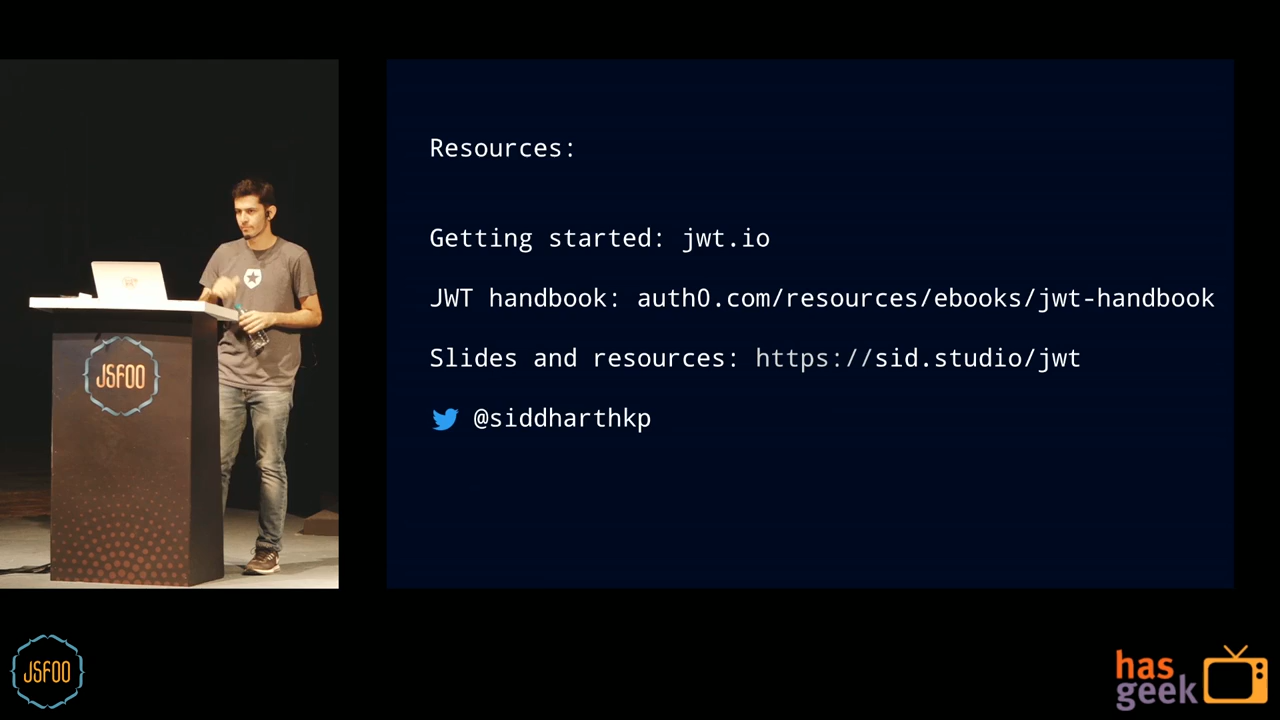 Resources:
Getting started: jwt.io
JWT handbook: auth0.com/resources/ebooks/jwt-handbook
Slides and resources: https://sid.studio/jwt
@siddharthkp
JSFOO
JSFOO
has
geek